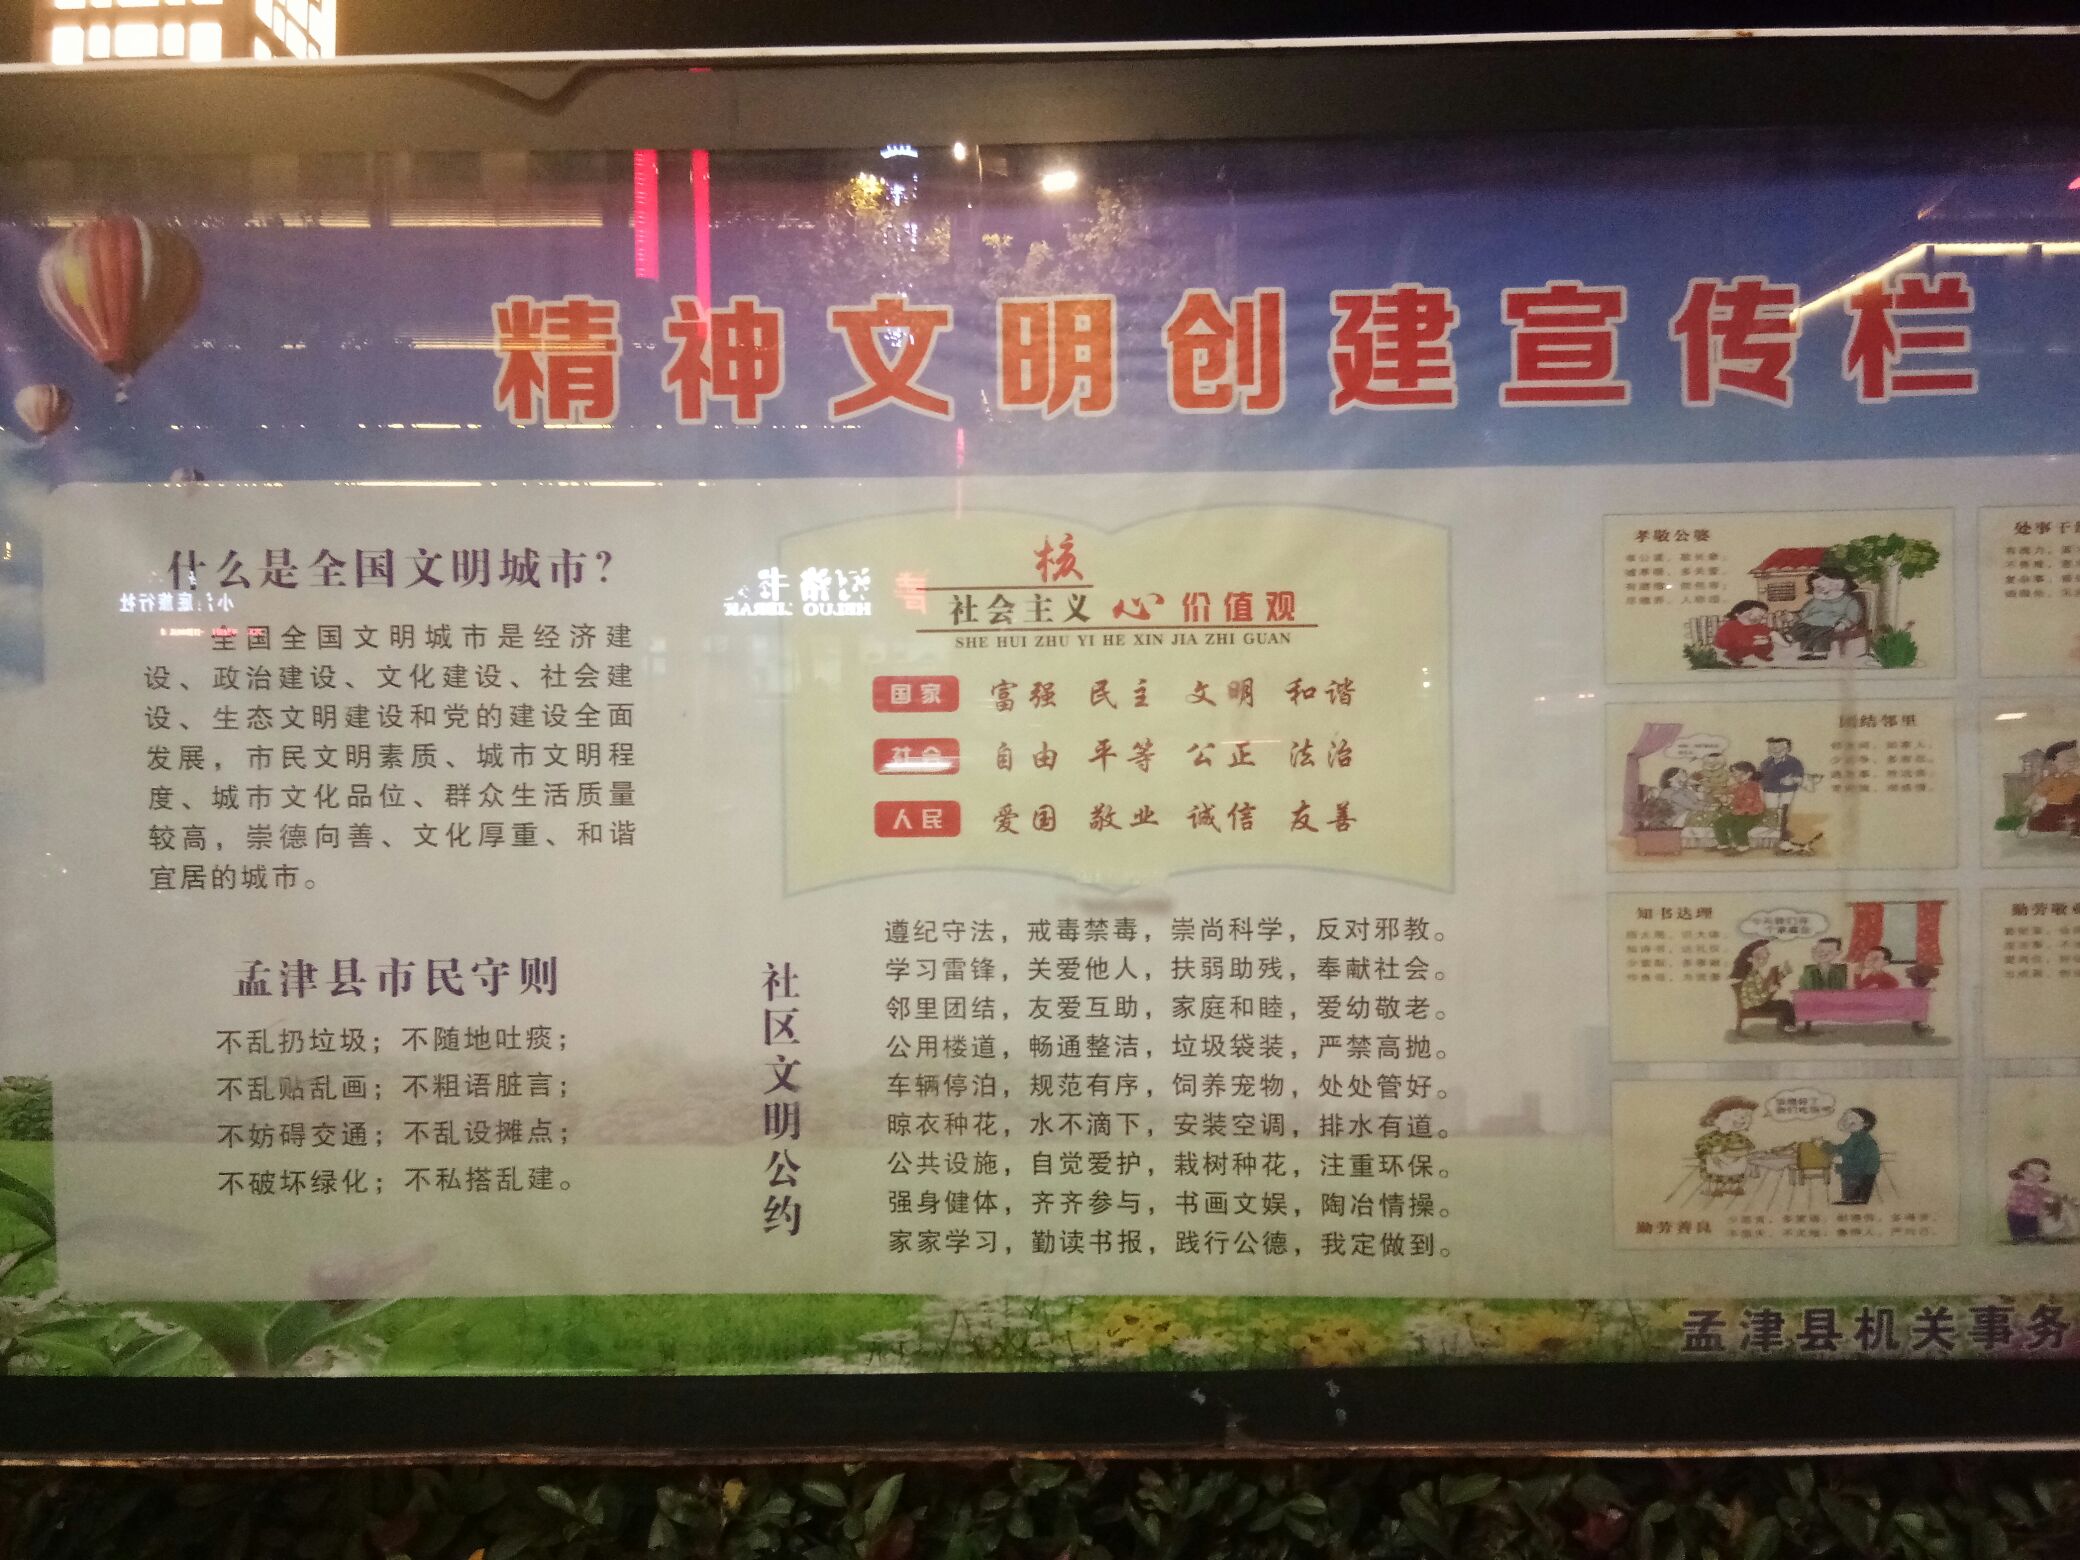 精神文明创建宣传栏
什么是全国文明城市?
全国全国文明城市是经济建
设、政治建设、文化建设、社会建
设、生态文明建设和党的建设全面
发展，市民文明素质、城市文明程
度、城市文化品位、群众生活质量
较高，崇德向善、文化厚重、和谐
宜居的城市。
孟津县市民守则
不乱扔垃圾；不随地吐痰；
不乱贴乱画；不粗语脏言；
不妨碍交通；不乱设摊点；
不破坏绿化；不私搭乱建。
社会主义核心价值观
SHE HUI ZHU YI HE XIN JIA ZHI GUAN
国家 富强 民主 文明 和谐
社会 自由 平等 公正 法治
人民 爱国 敬业 诚信 友善
社区文明公约
遵纪守法，戒毒禁毒，崇尚科学，反对邪教。
学习雷锋，关爱他人，扶弱助残，奉献社会。
邻里团结，友爱互助，家庭和睦，爱幼敬老。
公用楼道，畅通整洁，垃圾袋装，严禁高抛。
车辆停泊，规范有序，饲养宠物，处处管好。
晾衣种花，水不滴下，安装空调，排水有道。
公共设施，自觉爱护，栽树种花，注重环保。
强身健体，齐齐参与，书画文娱，陶冶情操。
家家学习，勤读书报，践行公德，我定做到。
孝敬公婆
处事干
团结邻里
知书达理
勤劳敬
勤劳善良
孟津县机关事务